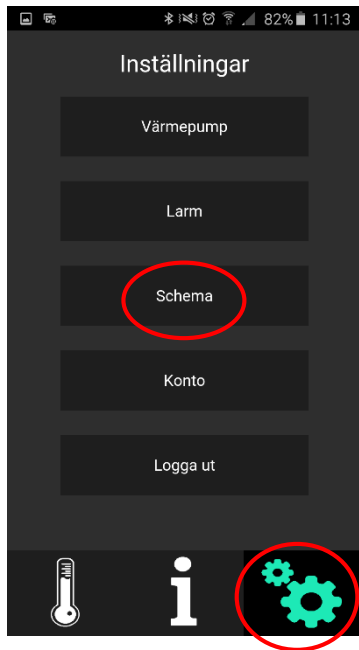 82% 11:13
Inställningar
Värmepump
Larm
Schema
Konto
Logga ut